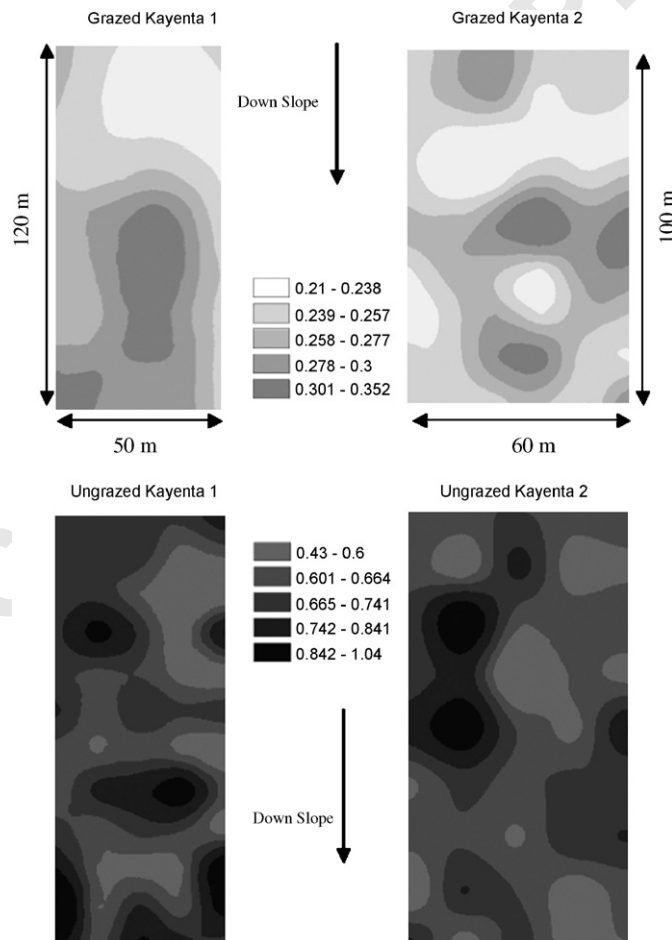 Grazed Kayenta 1
Grazed Kayenta 2
Down Slope
120 m
100 m
0.21 - 0.238
0.239 - 0.257
0.258 - 0.277
0.278 - 0.3
0.301 - 0.352
50 m
60 m
Ungrazed Kayenta 1
Ungrazed Kayenta 2
0.43 - 0.6
0.601 - 0.664
0.665 - 0.741
0.742 - 0.841
0.842 - 1.04
Down Slope